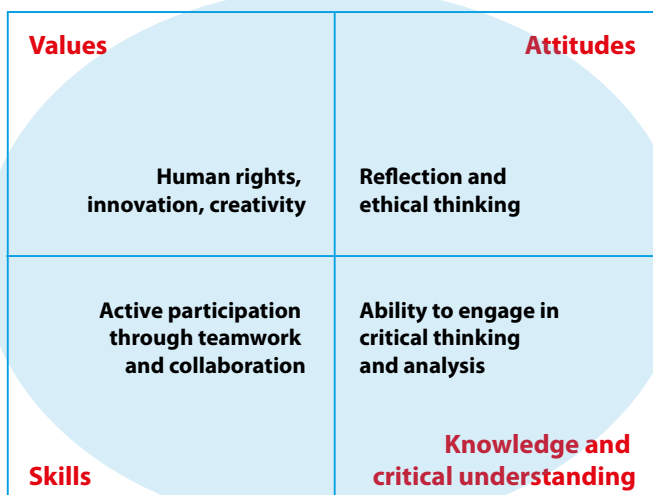 Values
Attitudes
Human rights,
innovation, creativity
Reflection and
ethical thinking
Active participation
through teamwork
and collaboration
Ability to engage in
critical thinking
and analysis
Skills
Knowledge and
critical understanding